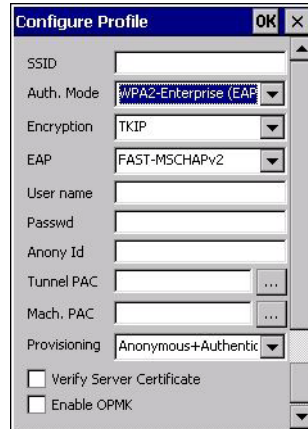 Configure Profile OK ×
SSID
Auth. Mode WPA2-Enterprise (EAP
Encryption TKIP
EAP FAST-MSCHAPv2
User name
Passwd
Anony Id
Tunnel PAC ...
Mach. PAC ...
Provisioning Anonymous+Authentic
Verify Server Certificate
Enable OPMK